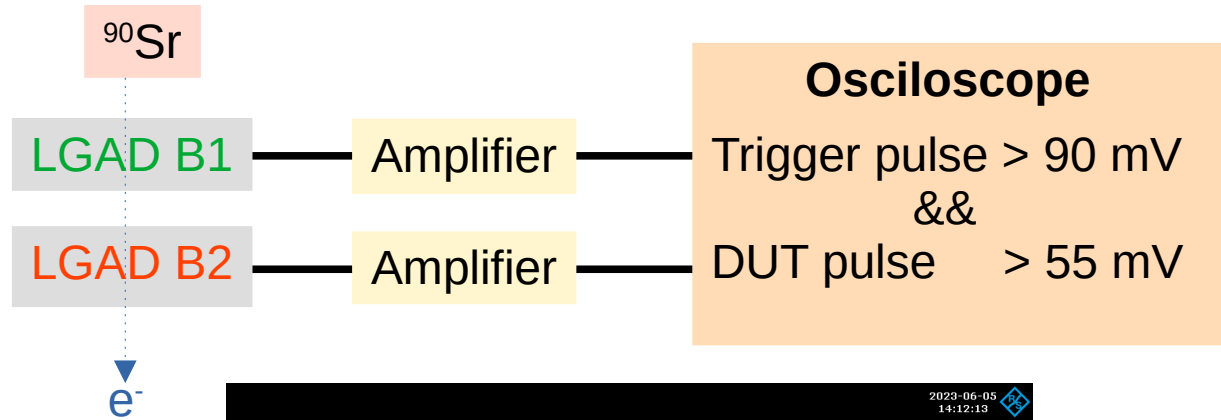 ⁹⁰Sr
Osciloscope
LGAD B1
Amplifier
Trigger pulse > 90 mV
&&
LGAD B2
Amplifier
DUT pulse > 55 mV
e⁻
2023-06-05
14:12:13
R S